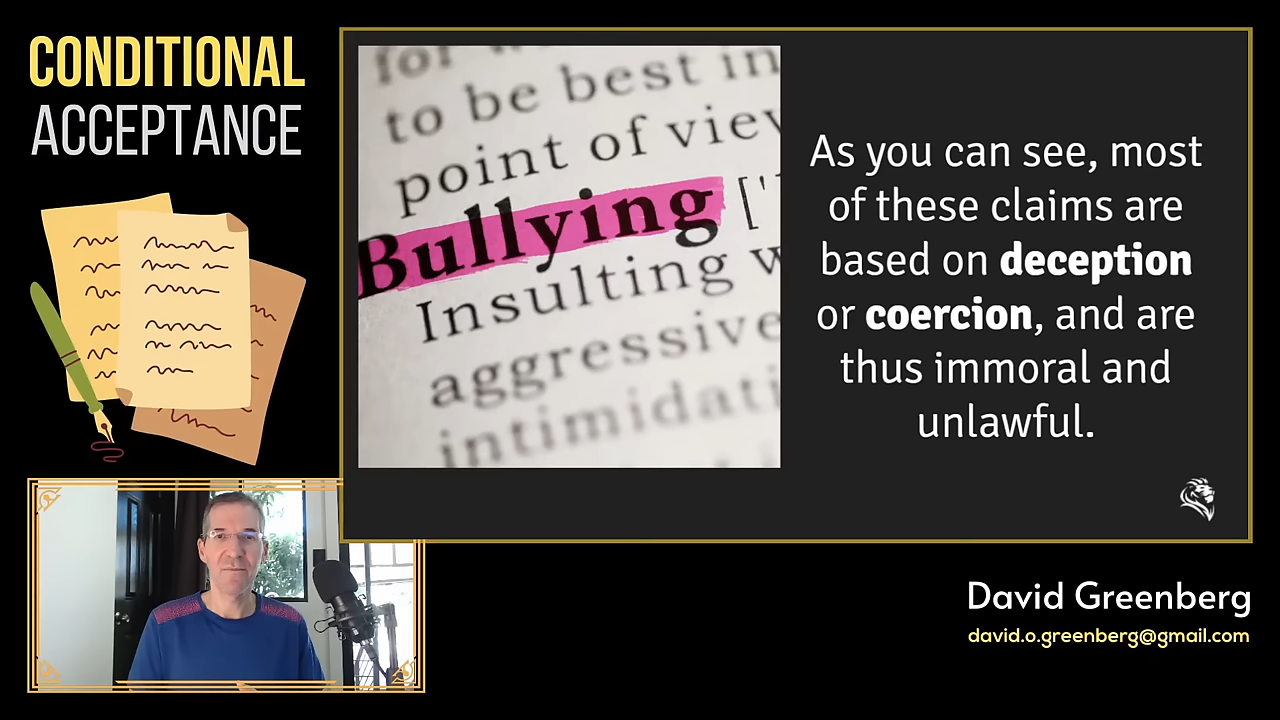 CONDITIONAL
ACCEPTANCE
for
to be best in
point of view
Bullying ['
Insulting w
aggressive
intimidati
As you can see, most
of these claims are
based on deception
or coercion, and are
thus immoral and
unlawful.
David Greenberg
david.o.greenberg@gmail.com